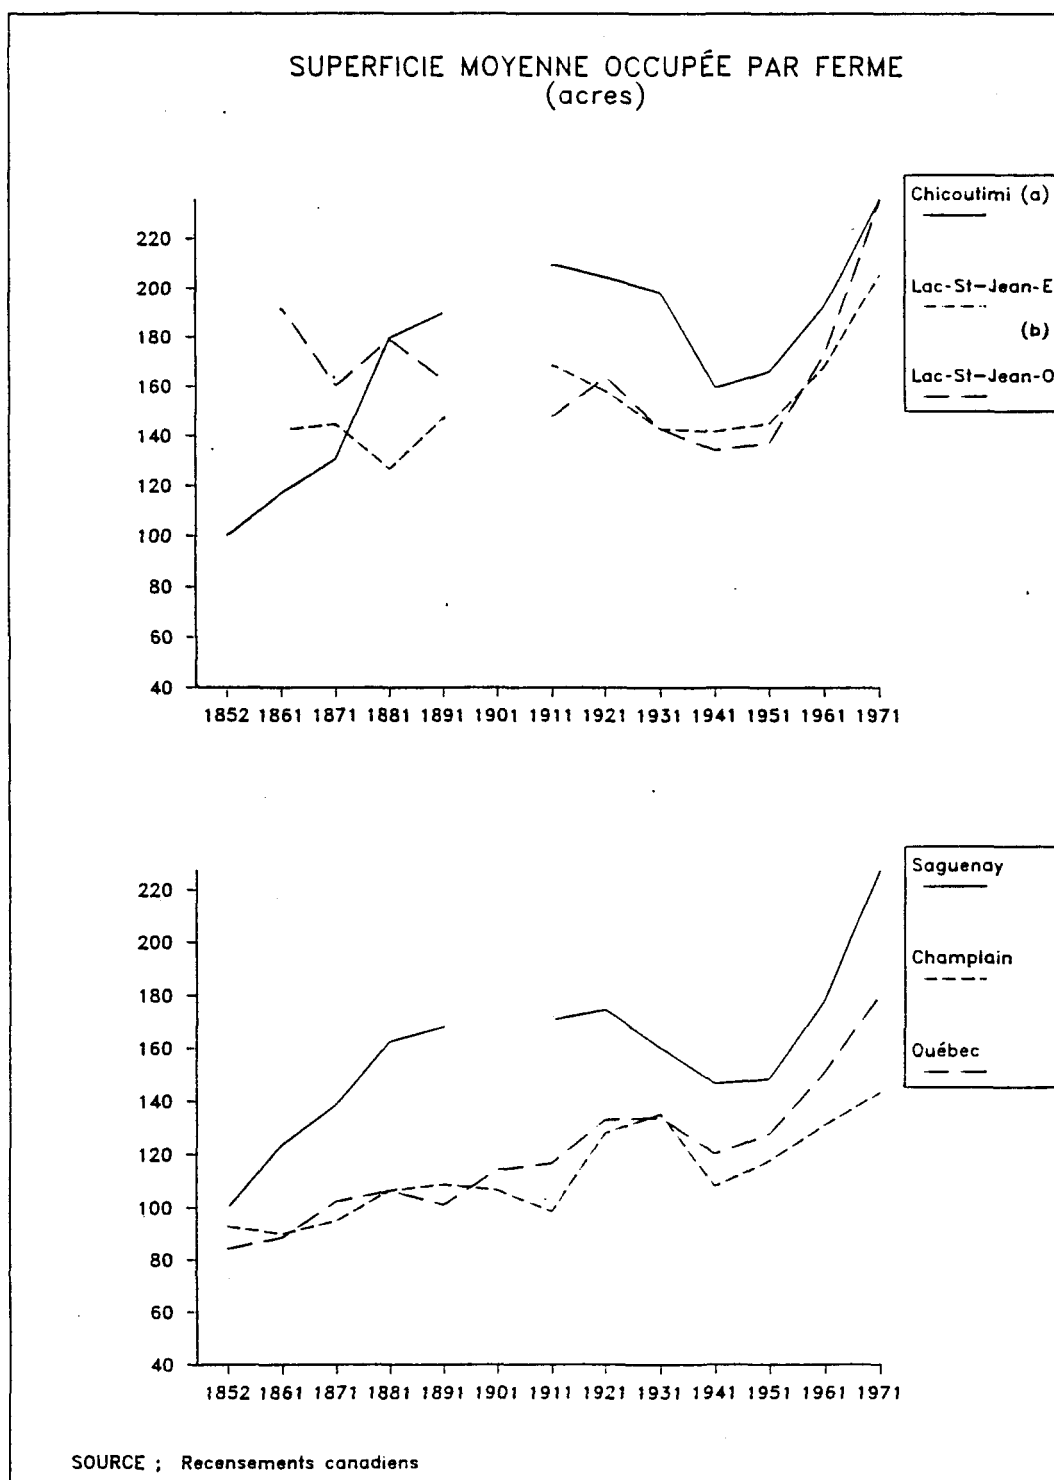 SUPERFICIE MOYENNE OCCUPÉE PAR FERME
(acres)
Chicoutimi (a)
Lac-St-Jean-E
(b)
Lac-St-Jean-O
220
200
180
160
140
120
100
80
60
40
1852 1861 1871 1881 1891 1901 1911 1921 1931 1941 1951 1961 1971
Saguenay
Champlain
Québec
220
200
180
160
140
120
100
80
60
40
1852 1861 1871 1881 1891 1901 1911 1921 1931 1941 1951 1961 1971
SOURCE ; Recensements canadiens